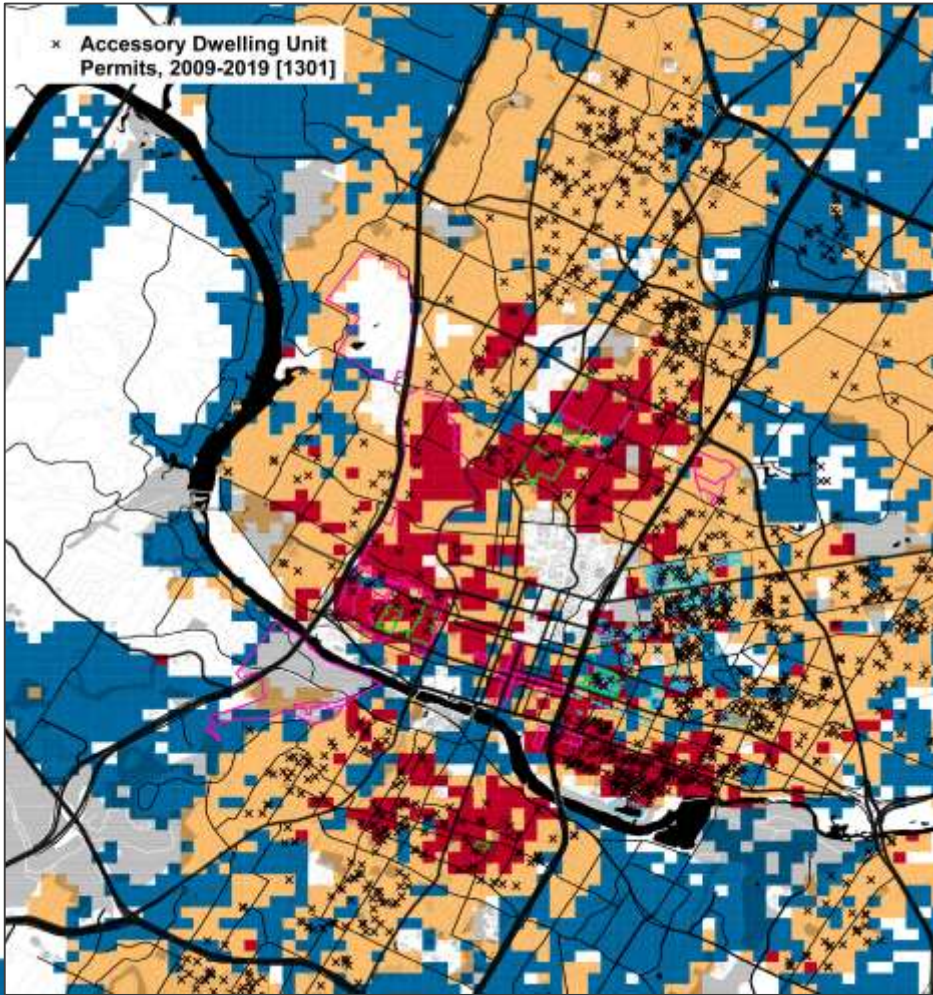 × Accessory Dwelling Unit
Permits, 2009-2019 [1301]